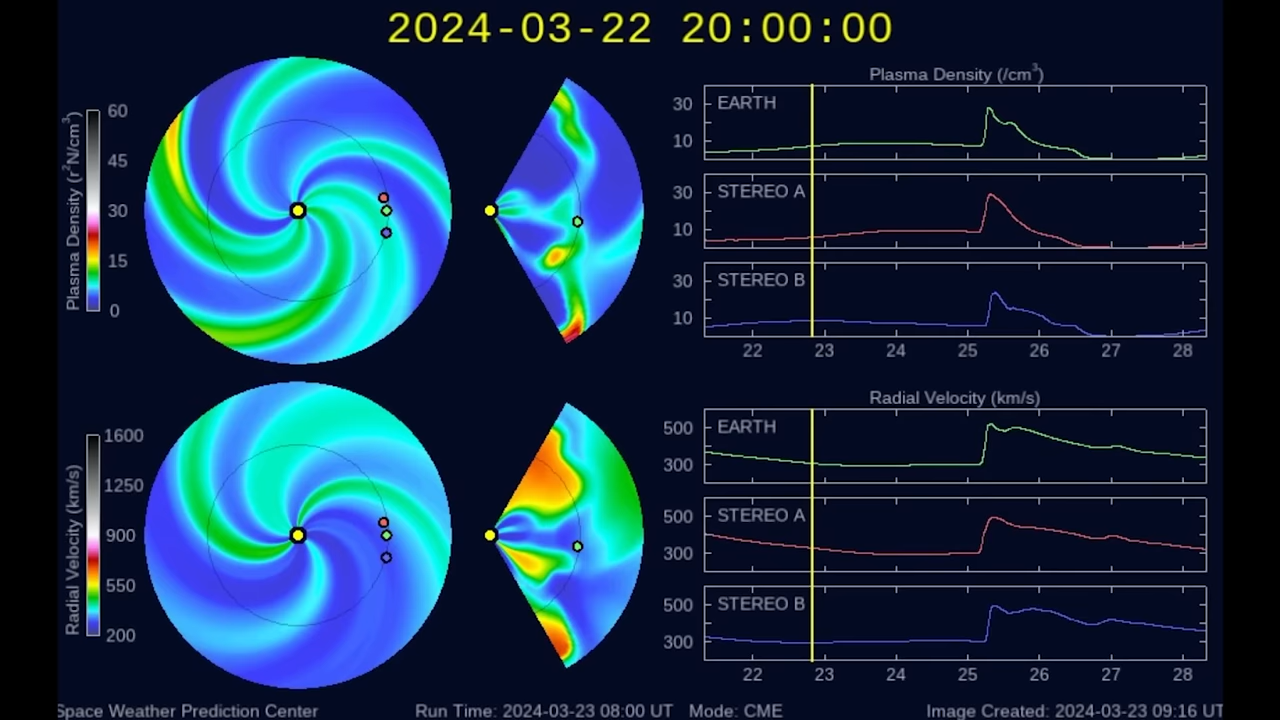 2024-03-22 20:00:00
Plasma Density (r²N/cm³)
60
45
30
15
0
Plasma Density (/cm³)
EARTH
30
10
STEREO A
30
10
STEREO B
30
10
22 23 24 25 26 27 28
Radial Velocity (km/s)
1600
1250
900
550
200
Radial Velocity (km/s)
EARTH
500
300
STEREO A
500
300
STEREO B
500
300
22 23 24 25 26 27 28
Space Weather Prediction Center Run Time: 2024-03-23 08:00 UT Mode: CME Image Created: 2024-03-23 09:16 UT